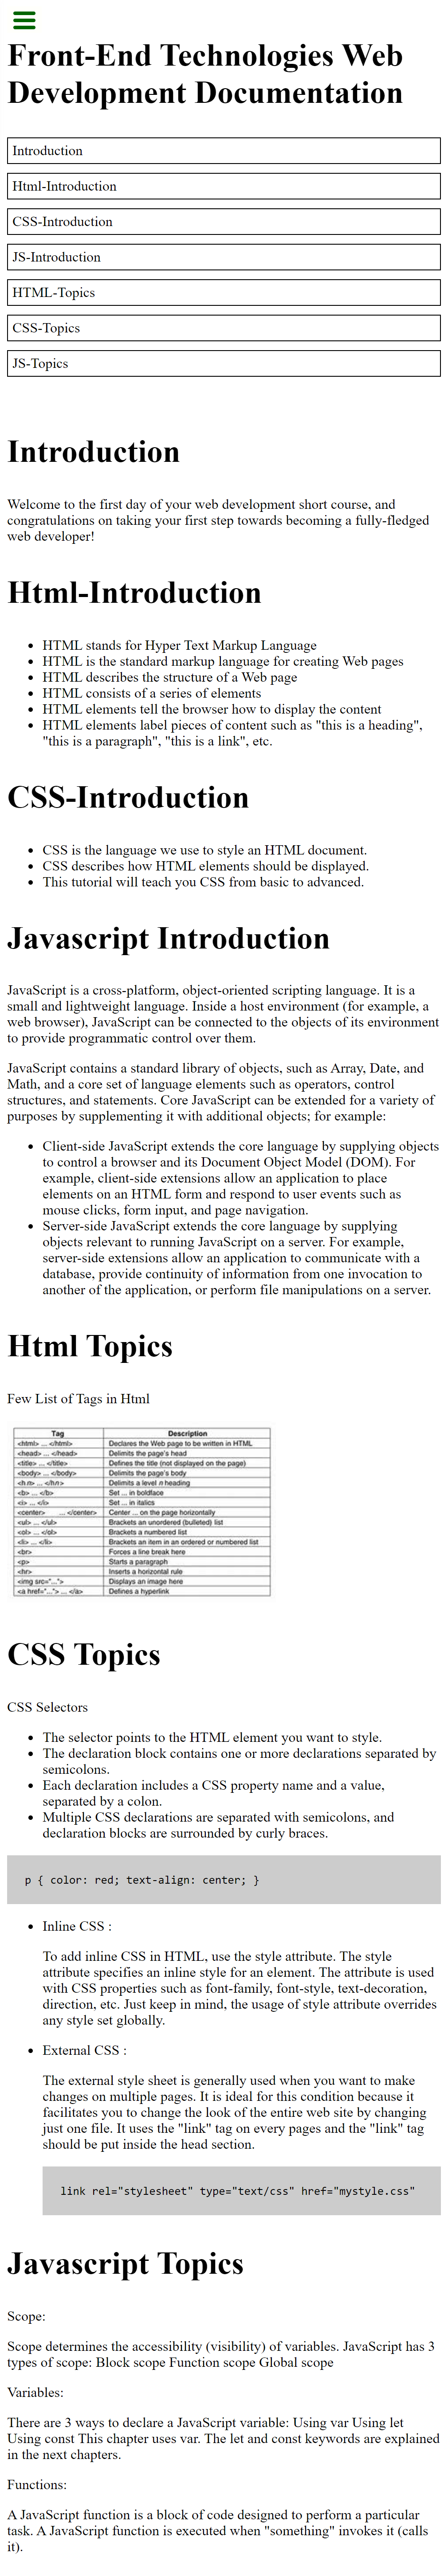 Front-End Technologies Web
Development Documentation
Introduction
Html-Introduction
CSS-Introduction
JS-Introduction
HTML-Topics
CSS-Topics
JS-Topics
Introduction
Welcome to the first day of your web development short course, and
congratulations on taking your first step towards becoming a fully-fledged
web developer!
Html-Introduction
• HTML stands for Hyper Text Markup Language
• HTML is the standard markup language for creating Web pages
• HTML describes the structure of a Web page
• HTML consists of a series of elements
• HTML elements tell the browser how to display the content
• HTML elements label pieces of content such as "this is a heading",
"this is a paragraph", "this is a link", etc.
CSS-Introduction
• CSS is the language we use to style an HTML document.
• CSS describes how HTML elements should be displayed.
• This tutorial will teach you CSS from basic to advanced.
Javascript Introduction
JavaScript is a cross-platform, object-oriented scripting language. It is a
small and lightweight language. Inside a host environment (for example, a
web browser), JavaScript can be connected to the objects of its environment
to provide programmatic control over them.
JavaScript contains a standard library of objects, such as Array, Date, and
Math, and a core set of language elements such as operators, control
structures, and statements. Core JavaScript can be extended for a variety of
purposes by supplementing it with additional objects; for example:
• Client-side JavaScript extends the core language by supplying objects
to control a browser and its Document Object Model (DOM). For
example, client-side extensions allow an application to place
elements on an HTML form and respond to user events such as
mouse clicks, form input, and page navigation.
• Server-side JavaScript extends the core language by supplying
objects relevant to running JavaScript on a server. For example,
server-side extensions allow an application to communicate with a
database, provide continuity of information from one invocation to
another of the application, or perform file manipulations on a server.
Html Topics
Few List of Tags in Html
Tag Description
<html> ... </html> Declares the Web page to be written in HTML
<head> ... </head> Delimits the page's head
<title> ... </title> Defines the title (not displayed on the page)
<body> ... </body> Delimits the page's body
<h n> ... </h n> Delimits a level n heading
<b> ... </b> Set ... in boldface
<i> ... </i> Set ... in italics
<center> ... </center> Center ... on the page horizontally
<ul> ... </ul> Brackets an unordered (bulleted) list
<ol> ... </ol> Brackets a numbered list
<li> ... </li> Brackets an item in an ordered or numbered list
<br> Forces a line break here
<p> Starts a paragraph
<hr> Inserts a horizontal rule
<img src="..."> Displays an image here
<a href="..."> ... </a> Defines a hyperlink
CSS Topics
CSS Selectors
• The selector points to the HTML element you want to style.
• The declaration block contains one or more declarations separated by
semicolons.
• Each declaration includes a CSS property name and a value,
separated by a colon.
• Multiple CSS declarations are separated with semicolons, and
declaration blocks are surrounded by curly braces.
p { color: red; text-align: center; }
• Inline CSS :
To add inline CSS in HTML, use the style attribute. The style
attribute specifies an inline style for an element. The attribute is used
with CSS properties such as font-family, font-style, text-decoration,
direction, etc. Just keep in mind, the usage of style attribute overrides
any style set globally.
• External CSS :
The external style sheet is generally used when you want to make
changes on multiple pages. It is ideal for this condition because it
facilitates you to change the look of the entire web site by changing
just one file. It uses the "link" tag on every pages and the "link" tag
should be put inside the head section.
link rel="stylesheet" type="text/css" href="mystyle.css"
Javascript Topics
Scope:
Scope determines the accessibility (visibility) of variables. JavaScript has 3
types of scope: Block scope Function scope Global scope
Variables:
There are 3 ways to declare a JavaScript variable: Using var Using let
Using const This chapter uses var. The let and const keywords are explained
in the next chapters.
Functions:
A JavaScript function is a block of code designed to perform a particular
task. A JavaScript function is executed when "something" invokes it (calls
it).